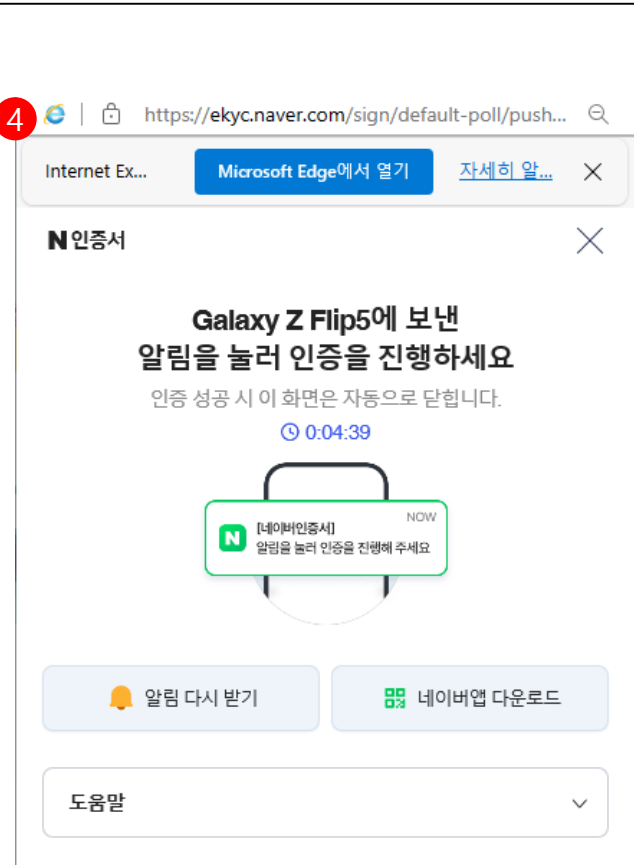 4
https://ekyc.naver.com/sign/default-poll/push...
Internet Ex...
Microsoft Edge에서 열기
자세히 알...
N 인증서
Galaxy Z Flip5에 보낸
알림을 눌러 인증을 진행하세요
인증 성공 시 이 화면은 자동으로 닫힙니다.
0:04:39
NOW
N
[네이버인증서]
알림을 눌러 인증을 진행해 주세요
알림 다시 받기
네이버앱 다운로드
도움말